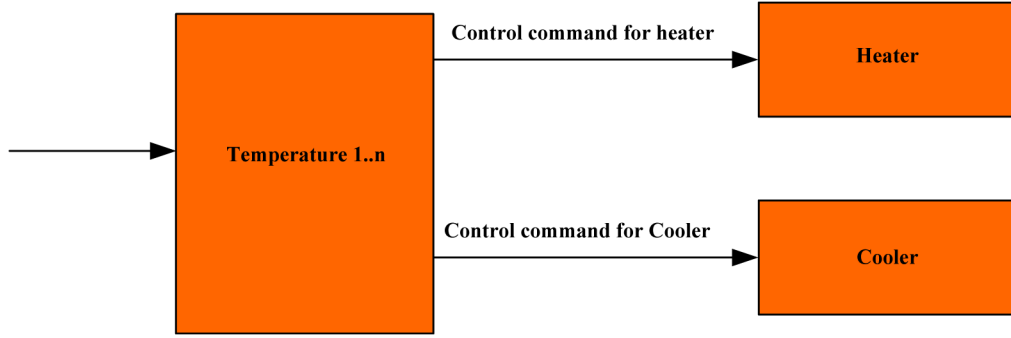 Control command for heater
Heater
Temperature 1..n
Control command for Cooler
Cooler